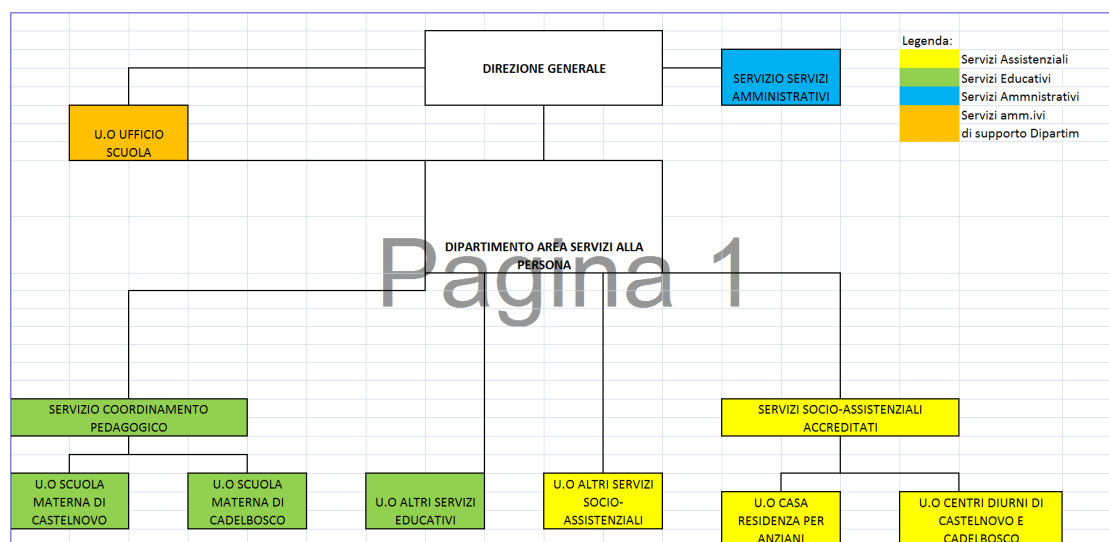 Legenda:
Servizi Assistenziali
Servizi Educativi
Servizi Ammnistrativi
Servizi amm.ivi
di supporto Dipartim
DIREZIONE GENERALE
SERVIZIO SERVIZI
AMMINISTRATIVI
U.O UFFICIO
SCUOLA
DIPARTIMENTO AREA SERVIZI ALLA
PERSONA
Pagina 1
SERVIZIO COORDINAMENTO
PEDAGOGICO
SERVIZI SOCIO-ASSISTENZIALI
ACCREDITATI
U.O SCUOLA
MATERNA DI
CASTELNOVO
U.O SCUOLA
MATERNA DI
CADELBOSCO
U.O ALTRI SERVIZI
EDUCATIVI
U.O ALTRI SERVIZI
SOCIO-
ASSISTENZIALI
U.O CASA
RESIDENZA PER
ANZIANI
U.O CENTRI DIURNI DI
CASTELNOVO E
CADELBOSCO